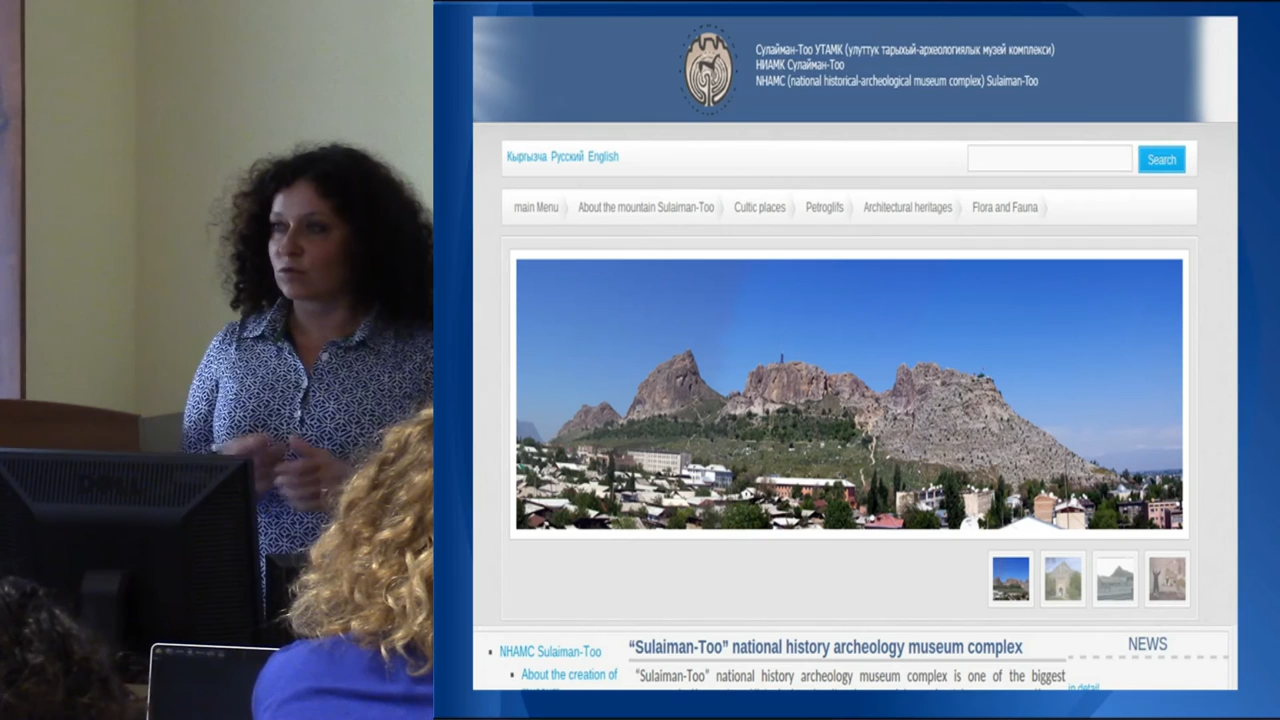 Сулайман-Тоо УТАМК (улуттук тарыхый-археологиялык музей комплекси)
НИАМК Сулайман-Тоо
NHAMC (national historical-archeological museum complex) Sulaiman-Too
Кыргызча Русский English
Search
main Menu
About the mountain Sulaiman-Too
Cultic places
Petroglifs
Architectural heritages
Flora and Fauna
DELL
NHAMC Sulaiman-Too
About the creation of
“Sulaiman-Too” national history archeology museum complex
“Sulaiman-Too” national history archeology museum complex is one of the biggest
NEWS
in detail